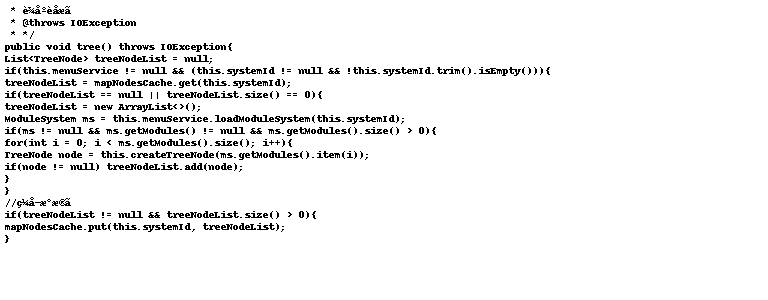 * è¾å°èåæã
* @throws IOException
* */
public void tree() throws IOException{
List<TreeNode> treeNodeList = null;
if(this.menuService != null && (this.systemId != null && !this.systemId.trim().isEmpty())){
treeNodeList = mapNodesCache.get(this.systemId);
if(treeNodeList == null || treeNodeList.size() == 0){
treeNodeList = new ArrayList<>();
ModuleSystem ms = this.menuService.loadModuleSystem(this.systemId);
if(ms != null && ms.getModules() != null && ms.getModules().size() > 0){
for(int i = 0; i < ms.getModules().size(); i++){
TreeNode node = this.createTreeNode(ms.getModules().item(i));
if(node != null) treeNodeList.add(node);
}
}
//ç¼å­æ°æ®ã
if(treeNodeList != null && treeNodeList.size() > 0){
mapNodesCache.put(this.systemId, treeNodeList);
}